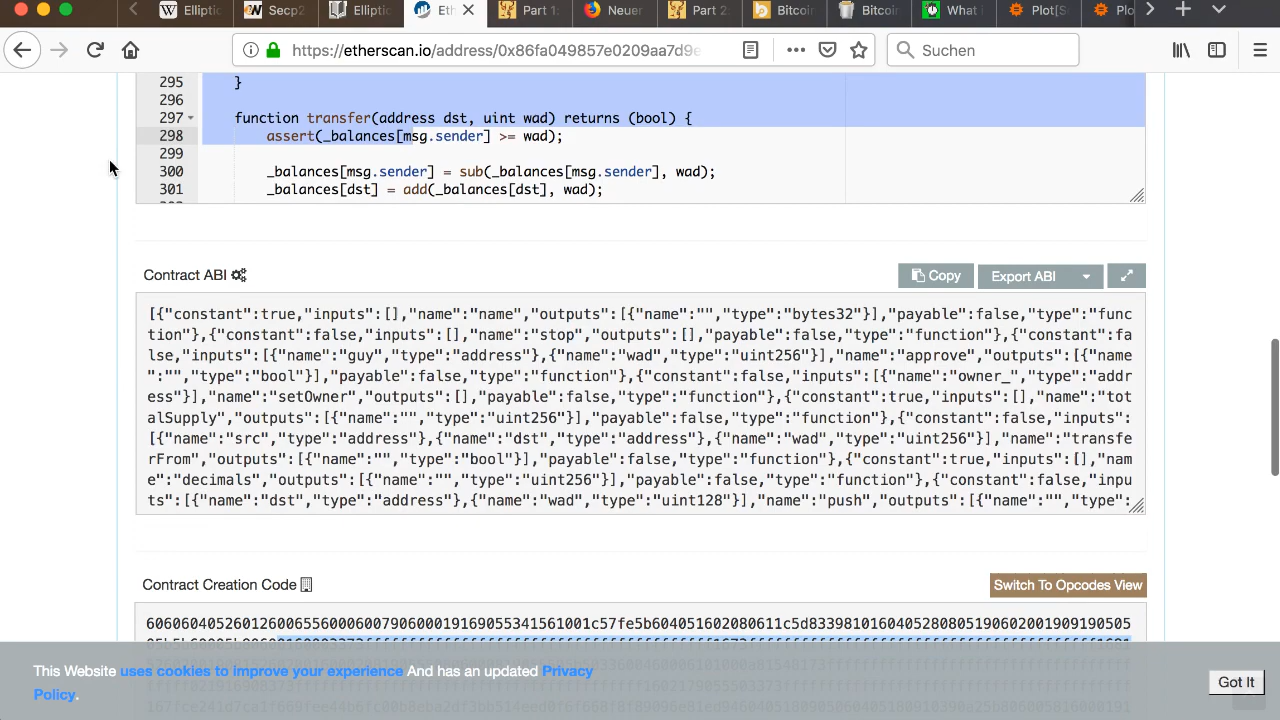 Ellipti
Secp2
Ellipti
Eth
Part 1:
Neuer
Part 2:
Bitcoi
Bitcoi
What i
Plot[S
Plo
https://etherscan.io/address/0x86fa049857e0209aa7d9e
Suchen
295 }
296
297 function transfer(address dst, uint wad) returns (bool) {
298 assert(_balances[msg.sender] >= wad);
299
300 _balances[msg.sender] = sub(_balances[msg.sender], wad);
301 _balances[dst] = add(_balances[dst], wad);
Contract ABI
Copy
Export ABI
[{"constant":true,"inputs":[],"name":"name","outputs":[{"name":"","type":"bytes32"}],"payable":false,"type":"func
tion"},{"constant":false,"inputs":[],"name":"stop","outputs":[],"payable":false,"type":"function"},{"constant":fa
lse,"inputs":[{"name":"guy","type":"address"},{"name":"wad","type":"uint256"}],"name":"approve","outputs":[{"name
":"","type":"bool"}],"payable":false,"type":"function"},{"constant":false,"inputs":[{"name":"owner_","type":"addr
ess"}],"name":"setOwner","outputs":[],"payable":false,"type":"function"},{"constant":true,"inputs":[],"name":"tot
alSupply","outputs":[{"name":"","type":"uint256"}],"payable":false,"type":"function"},{"constant":false,"inputs":
[{"name":"src","type":"address"},{"name":"dst","type":"address"},{"name":"wad","type":"uint256"}],"name":"transfe
rFrom","outputs":[{"name":"","type":"bool"}],"payable":false,"type":"function"},{"constant":true,"inputs":[],"nam
e":"decimals","outputs":[{"name":"","type":"uint256"}],"payable":false,"type":"function"},{"constant":false,"inpu
ts":[{"name":"dst","type":"address"},{"name":"wad","type":"uint128"}],"name":"push","outputs":[{"name":"","type":
Contract Creation Code
Switch To Opcodes View
6060604052601260065560006007906000191690553415610​01c57fe5b604051602080611c5d833981016040528080519060200190919050​5
This Website uses cookies to improve your experience And has an updated Privacy
Policy.
Got It